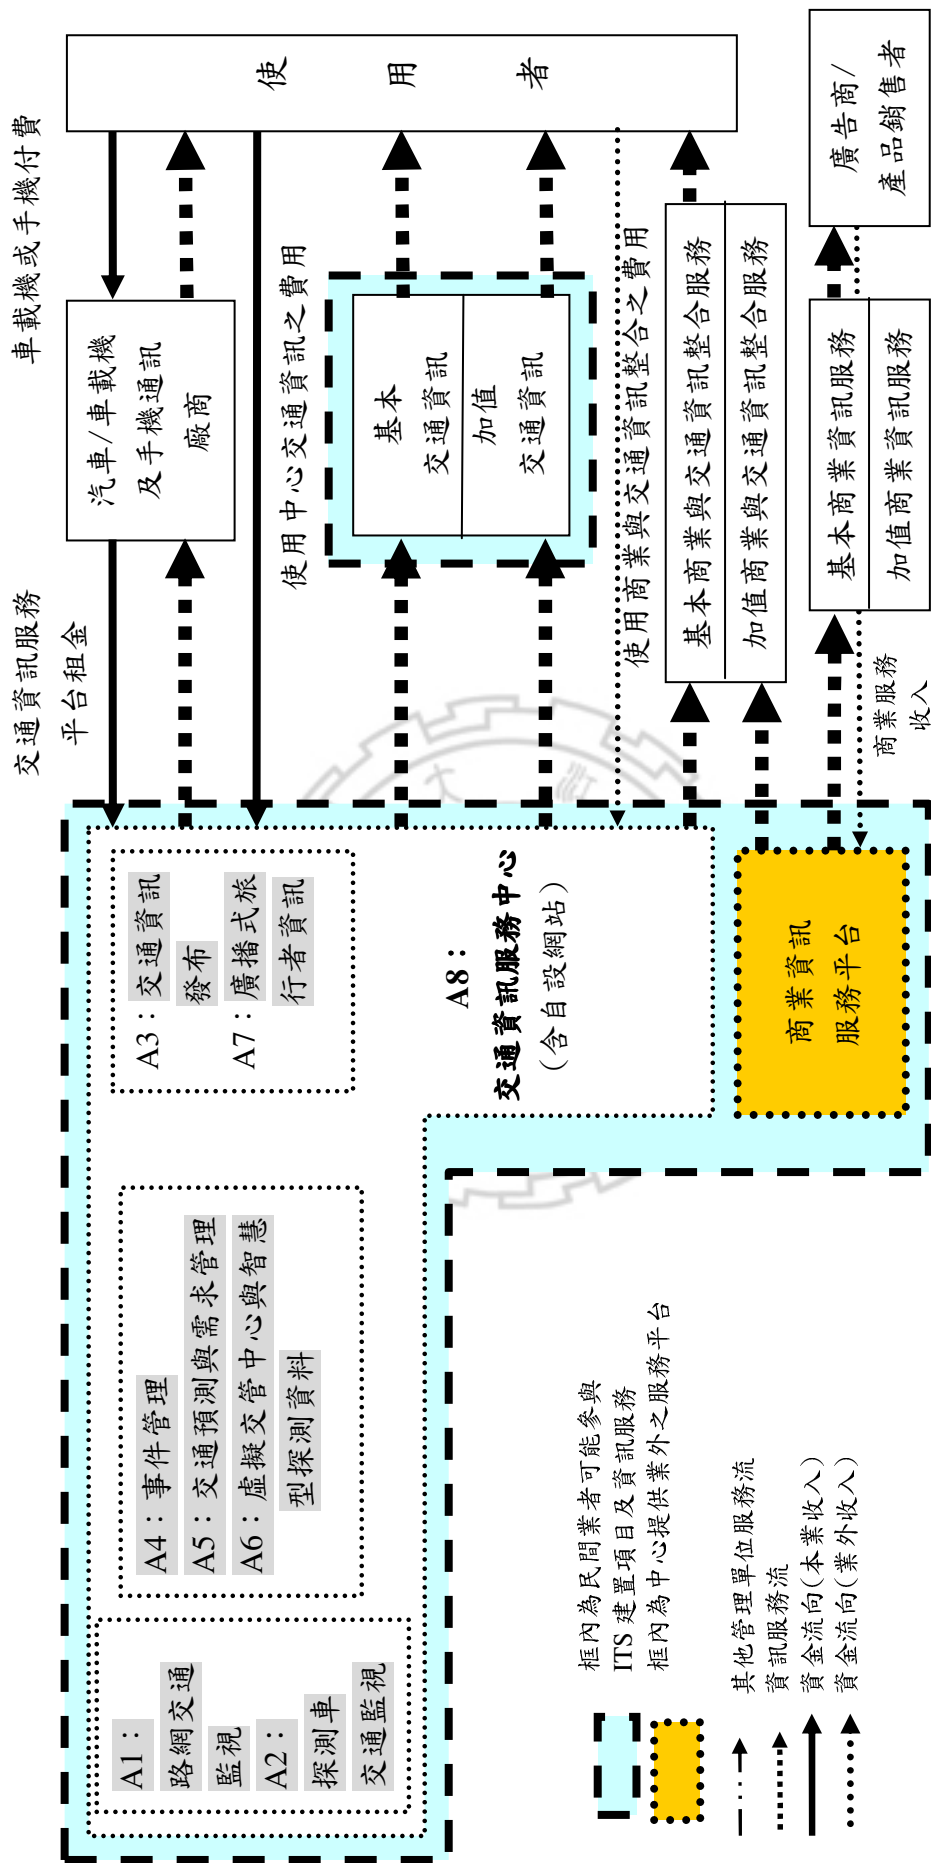 A1：
路網交通
監視
A2：
探測車
交通監視
A4：事件管理
A5：交通預測與需求管理
A6：虛擬交管中心與智慧
型探測資料
A3：交通資訊
發布
A7：廣播式旅
行者資訊
A8：
交通資訊服務中心
(含自設網站)
商業資訊
服務平台
交通資訊服務
平台租金
車載機或手機付費
汽車/車載機
及手機通訊
廠商
使用中心交通資訊之費用
基本
交通資訊
加值
交通資訊
使用商業與交通資訊整合之費用
基本商業與交通資訊整合服務
加值商業與交通資訊整合服務
基本商業資訊服務
加值商業資訊服務
商業服務
收入
使用者
廣告商/
產品銷售者
框內為民間業者可能參與
ITS 建置項目及資訊服務
框內為中心提供業外之服務平台
其他管理單位服務流
資訊服務流
資金流向(本業收入)
資金流向(業外收入)
大
江